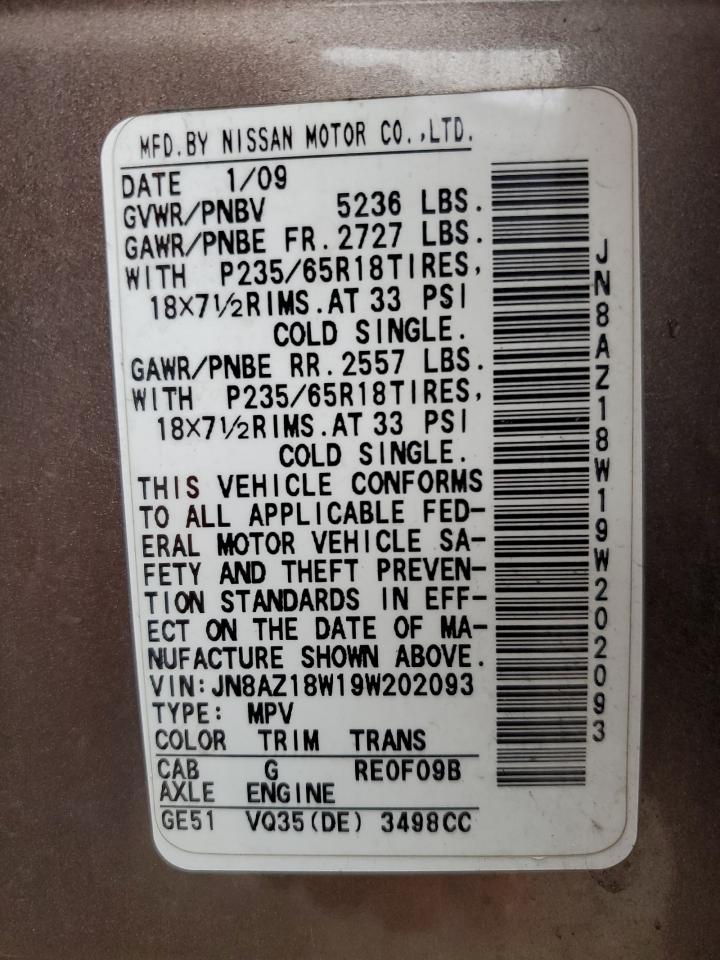 MFD.BY NISSAN MOTOR CO.,LTD.
DATE 1/09
GVWR/PNBV 5236 LBS.
GAWR/PNBE FR.2727 LBS.
WITH P235/65R18TIRES,
18×7½RIMS.AT 33 PSI
COLD SINGLE.
GAWR/PNBE RR.2557 LBS.
WITH P235/65R18TIRES,
18×7½RIMS.AT 33 PSI
COLD SINGLE.
THIS VEHICLE CONFORMS
TO ALL APPLICABLE FED-
ERAL MOTOR VEHICLE SA-
FETY AND THEFT PREVEN-
TION STANDARDS IN EFF-
ECT ON THE DATE OF MA-
NUFACTURE SHOWN ABOVE.
VIN:JN8AZ18W19W202093
TYPE: MPV
COLOR TRIM TRANS
CAB G RE0F09B
AXLE ENGINE
GE51 VQ35(DE) 3498CC
JN8AZ18W19W202093